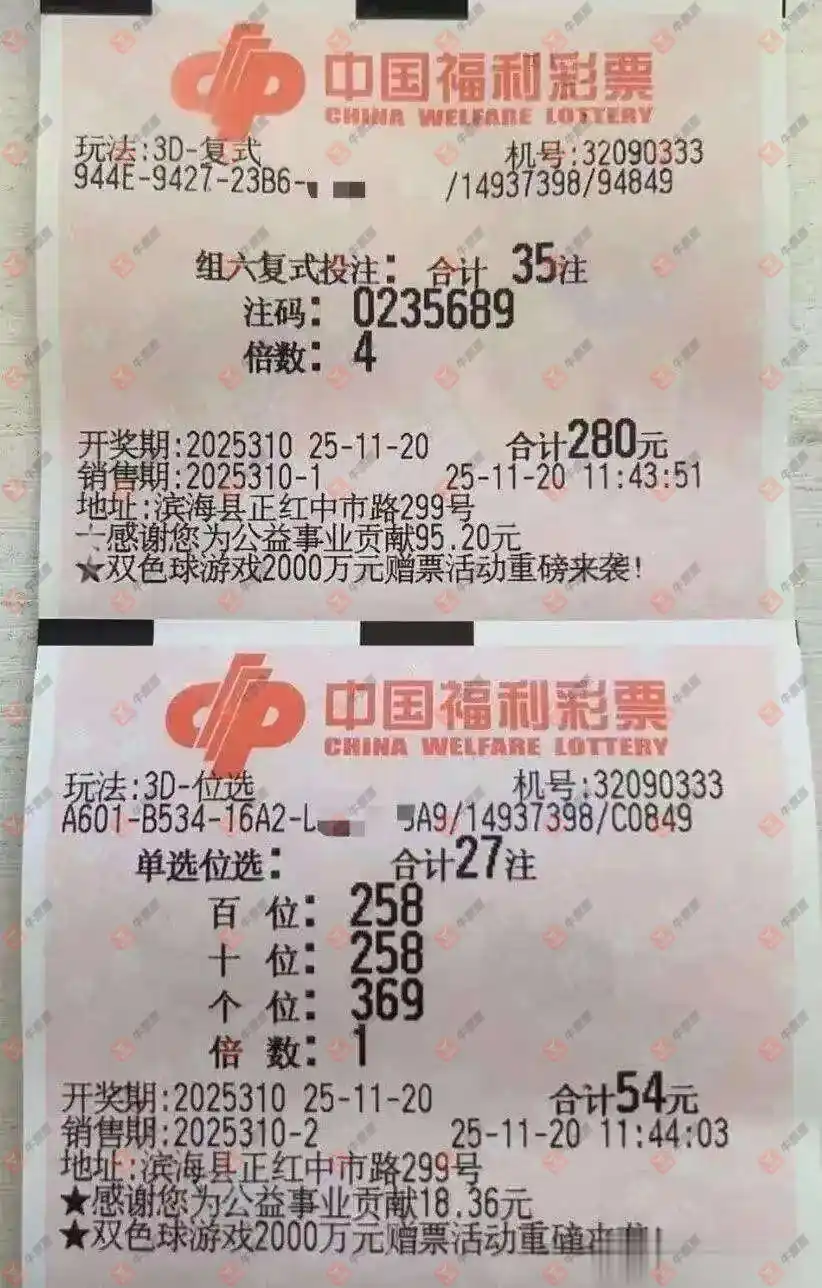 中国福利彩票
CHINA WELFARE LOTTERY
玩法:3D-复式 机号:32090333
944E-9427-23B6- /14937398/94849
组六复式投注: 合计 35注
注码: 0235689
倍数: 4
开奖期:2025310 25-11-20 合计280元
销售期:2025310-1 25-11-20 11:43:51
地址:滨海县正红中市路299号
感谢您为公益事业贡献95.20元
★双色球游戏2000万元赠票活动重磅来袭!
中国福利彩票
CHINA WELFARE LOTTERY
玩法:3D-位选 机号:32090333
A601-B534-16A2- A9/14937398/C0849
单选位选: 合计27注
百 位: 258
十 位: 258
个 位: 369
倍 数: 1
开奖期:2025310 25-11-20 合计54元
销售期:2025310-2 25-11-20 11:44:03
地址:滨海县正红中市路299号
★感谢您为公益事业贡献18.36元
★双色球游戏2000万元赠票活动重磅